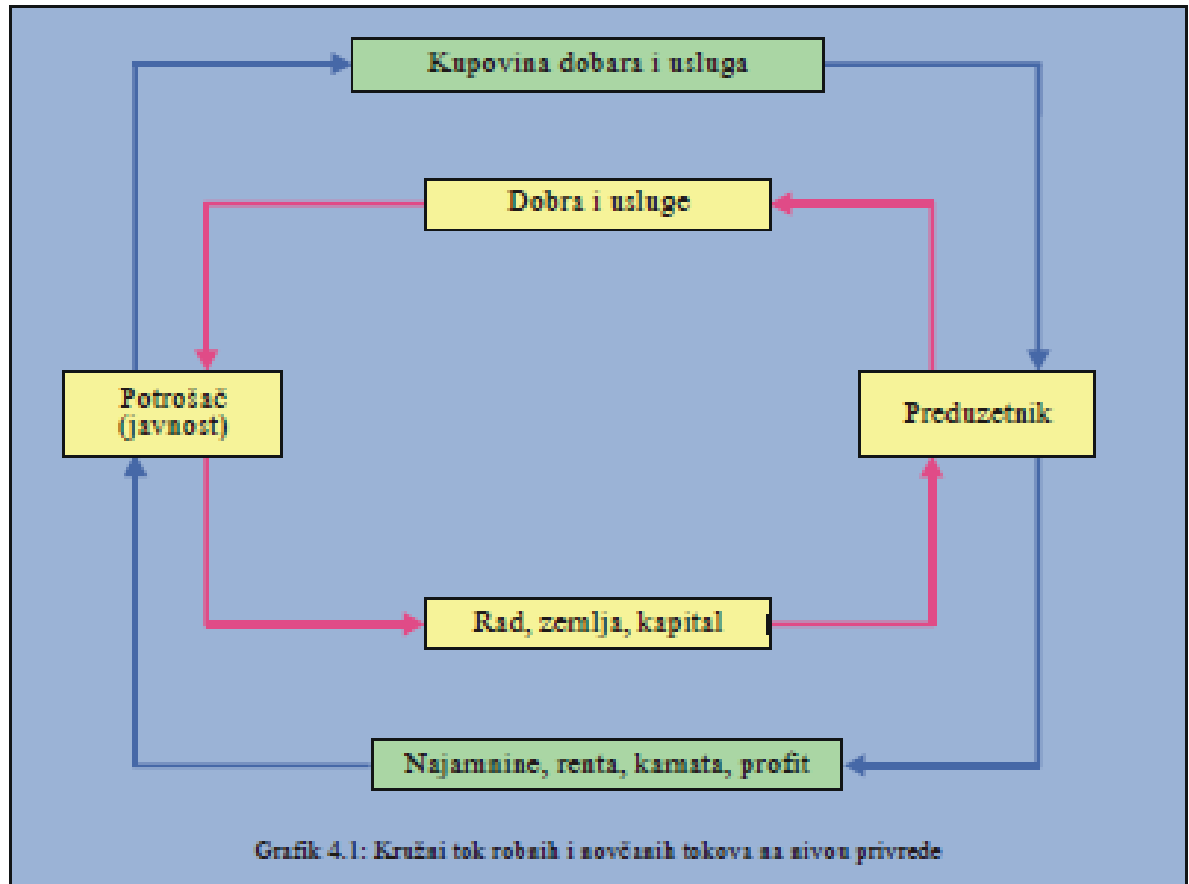 Kupovina dobara i usluga
Dobra i usluge
Potrošač
(javnost)
Preduzetnik
Rad, zemlja, kapital
Najamnine, renta, kamata, profit
Grafik 4.1: Kružni tok robnih i novčanih tokova na nivou privrede